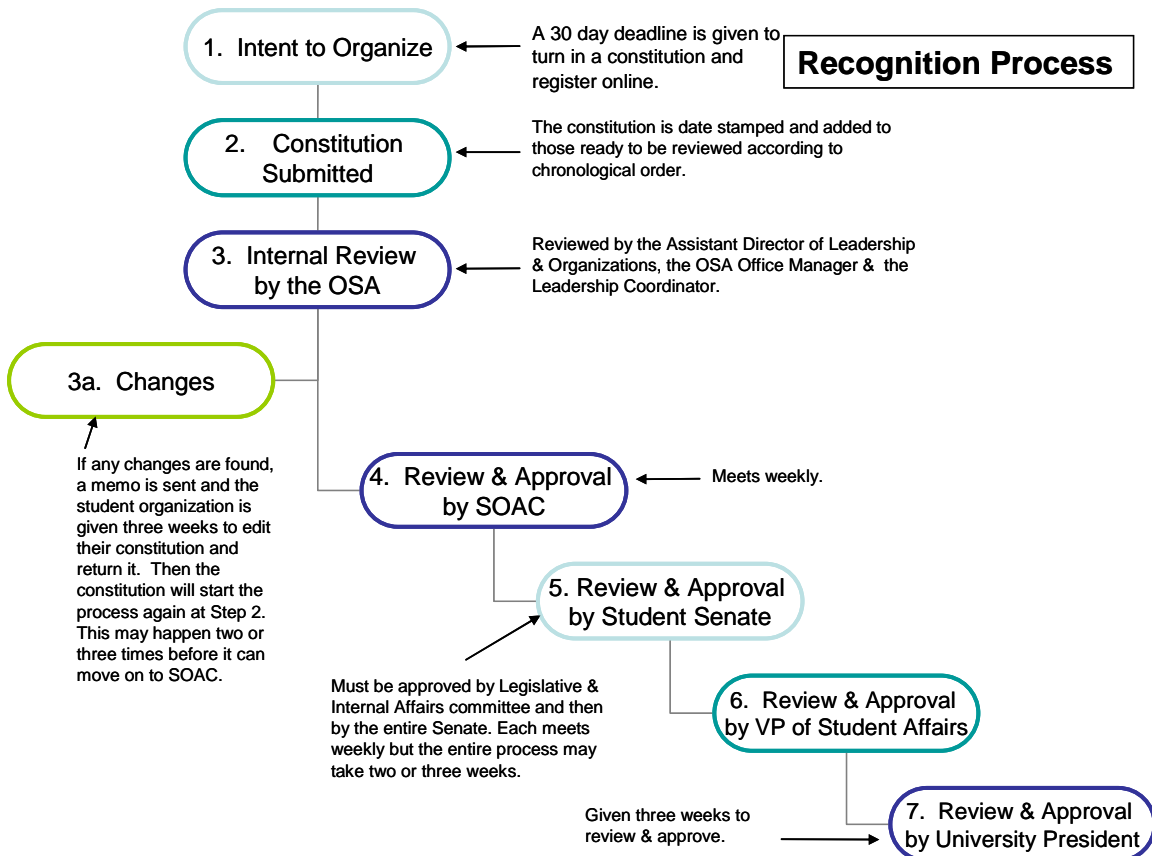 Recognition Process
1. Intent to Organize
A 30 day deadline is given to
turn in a constitution and
register online.
2. Constitution
Submitted
The constitution is date stamped and added to
those ready to be reviewed according to
chronological order.
3. Internal Review
by the OSA
Reviewed by the Assistant Director of Leadership
& Organizations, the OSA Office Manager & the
Leadership Coordinator.
3a. Changes
If any changes are found,
a memo is sent and the
student organization is
given three weeks to edit
their constitution and
return it. Then the
constitution will start the
process again at Step 2.
This may happen two or
three times before it can
move on to SOAC.
4. Review & Approval
by SOAC
Meets weekly.
5. Review & Approval
by Student Senate
Must be approved by Legislative &
Internal Affairs committee and then
by the entire Senate. Each meets
weekly but the entire process may
take two or three weeks.
6. Review & Approval
by VP of Student Affairs
7. Review & Approval
by University President
Given three weeks to
review & approve.